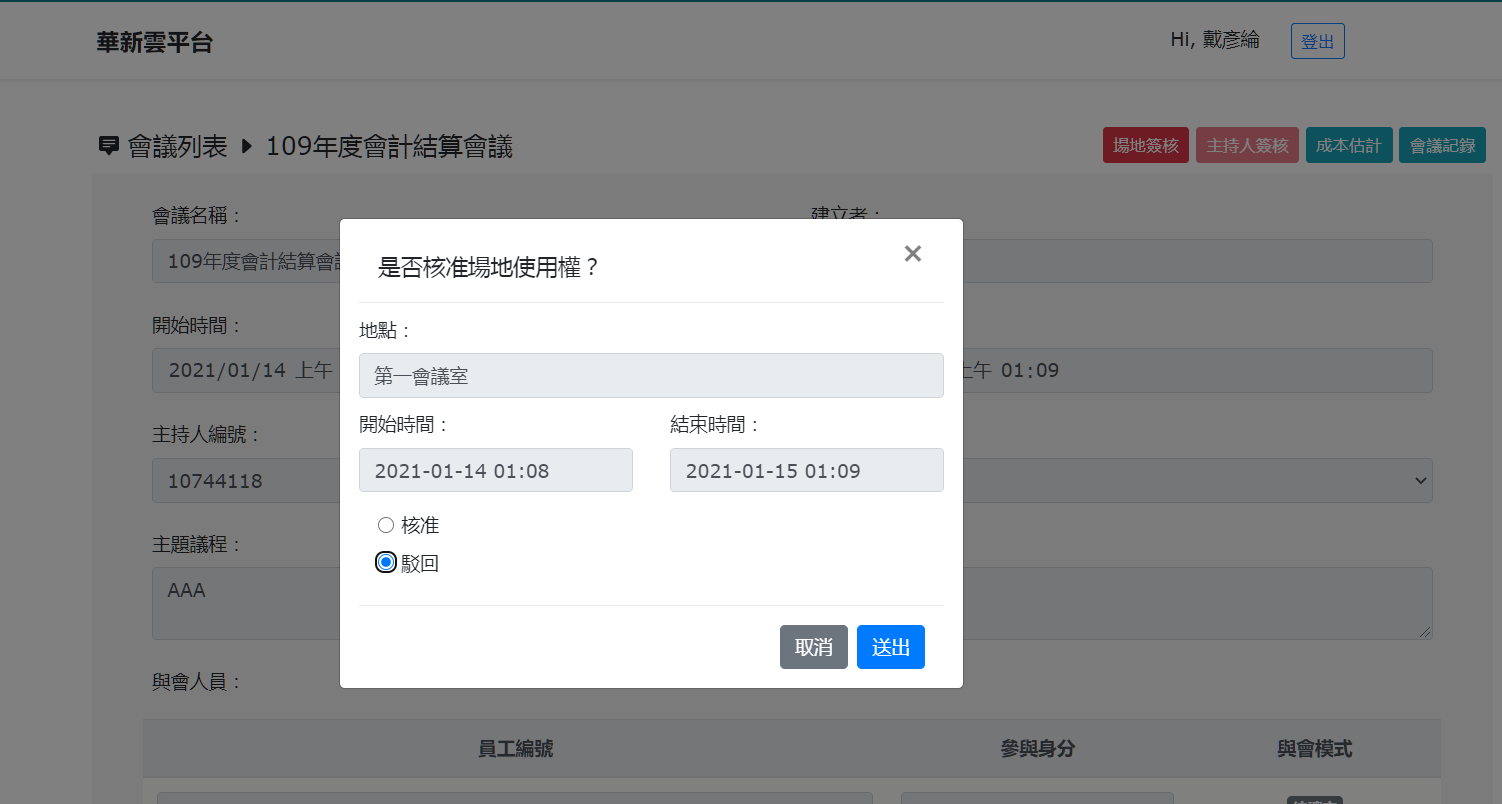 華新雲平台
Hi, 戴彥綸
登出
會議列表 109年度會計結算會議
場地簽核
主持人簽核
成本估計
會議記錄
會議名稱：
建立者：
109年度會計結算會
是否核准場地使用權？
×
開始時間：
地點：
2021/01/14 上午
第一會議室
上午 01:09
主持人編號：
開始時間：
結束時間：
10744118
2021-01-14 01:08
2021-01-15 01:09
核准
駁回
主題議程：
AAA
取消
送出
與會人員：
員工編號
參與身分
與會模式